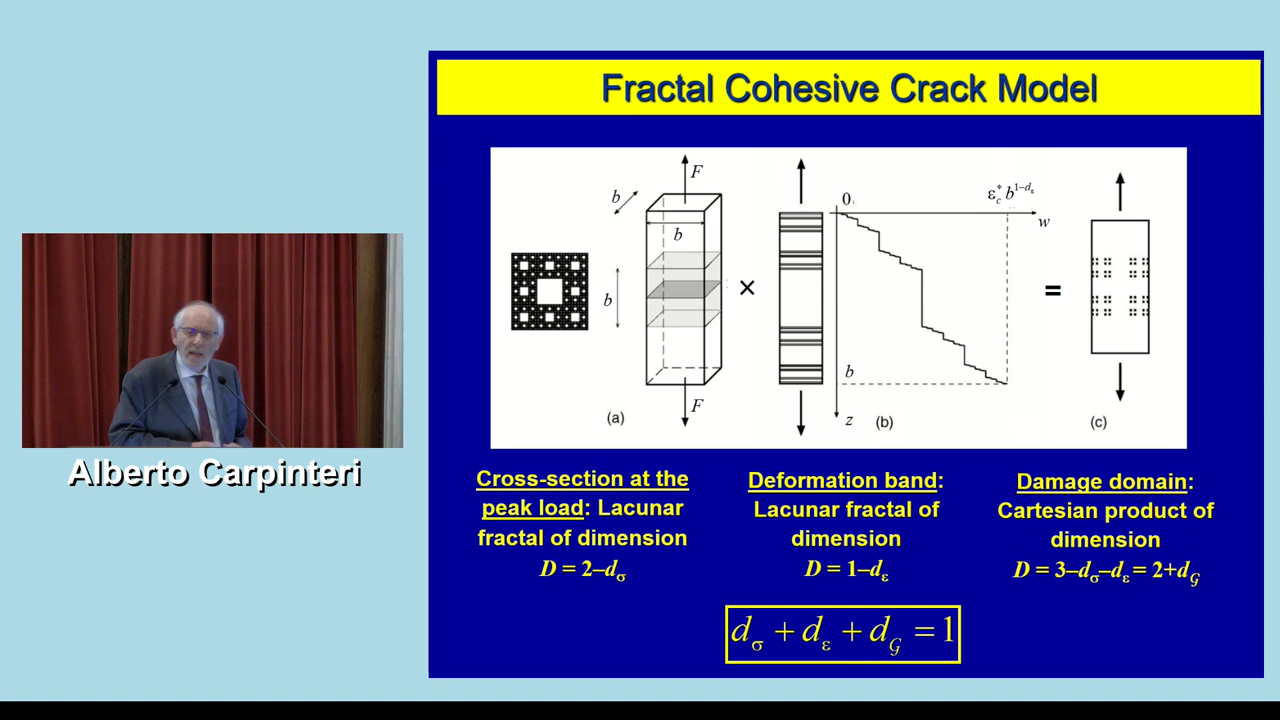 Fractal Cohesive Crack Model
F
b
b
b
F
(a)
×
0
ε*c b^1–dε
w
b
z
(b)
=
(c)
Alberto Carpinteri
Cross-section at the
peak load: Lacunar
fractal of dimension
D = 2–dσ
Deformation band:
Lacunar fractal of
dimension
D = 1–dε
Damage domain:
Cartesian product of
dimension
D = 3–dσ–dε = 2+d𝒢
dσ + dε + d𝒢 = 1